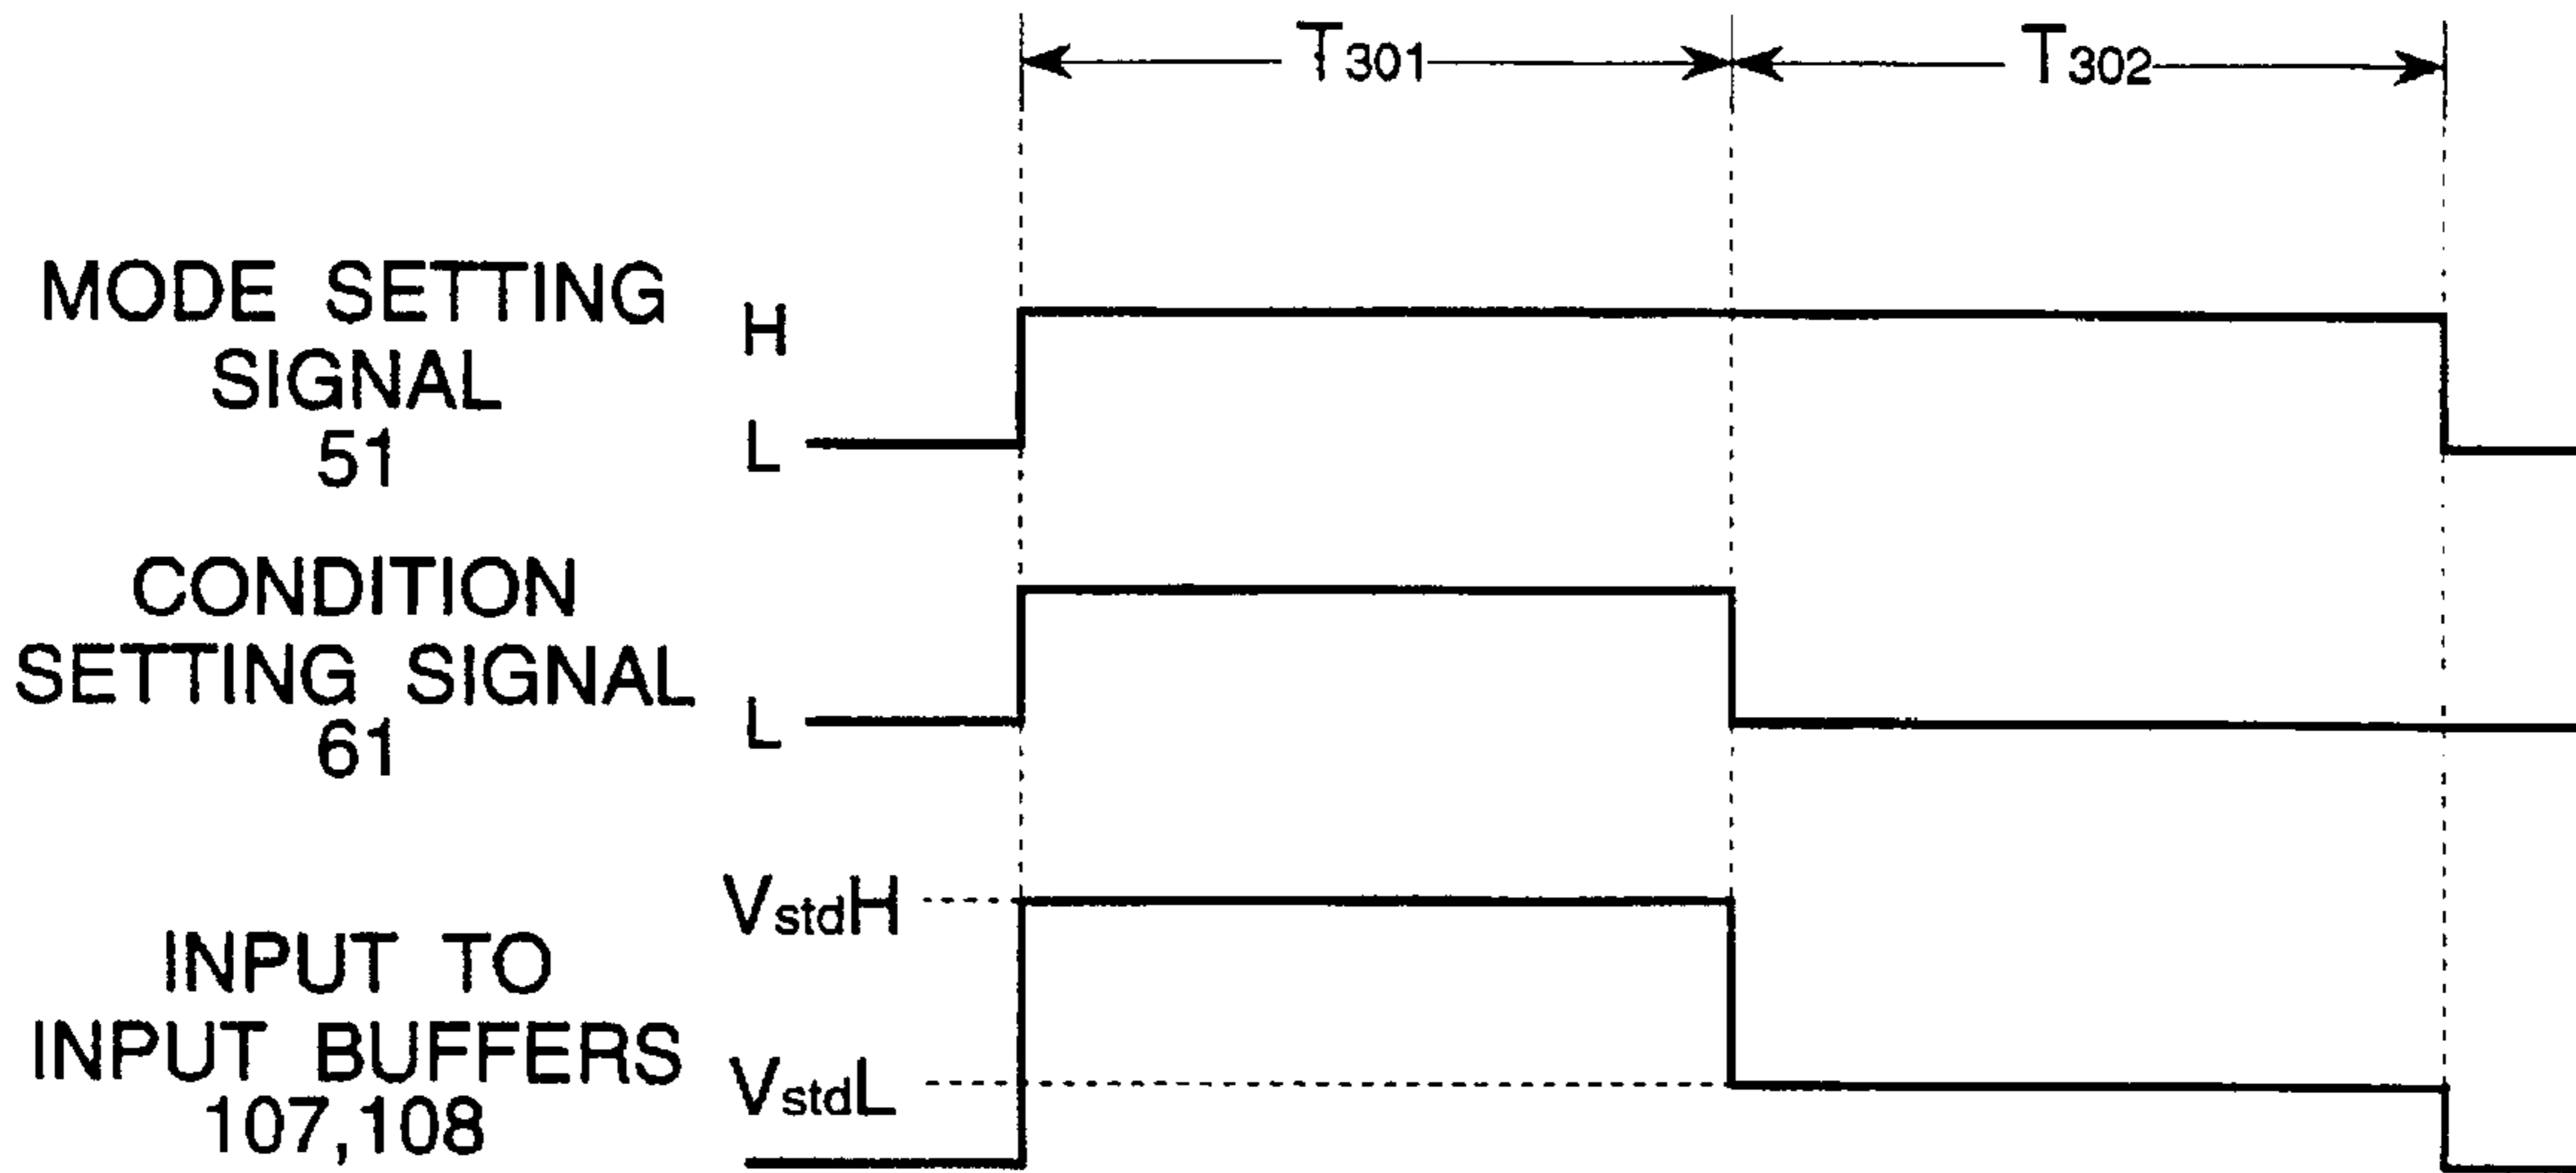 T301 T302
MODE SETTING
SIGNAL
51
H
L
CONDITION
SETTING SIGNAL
61
L
VstdH
INPUT TO
INPUT BUFFERS
107,108
VstdL